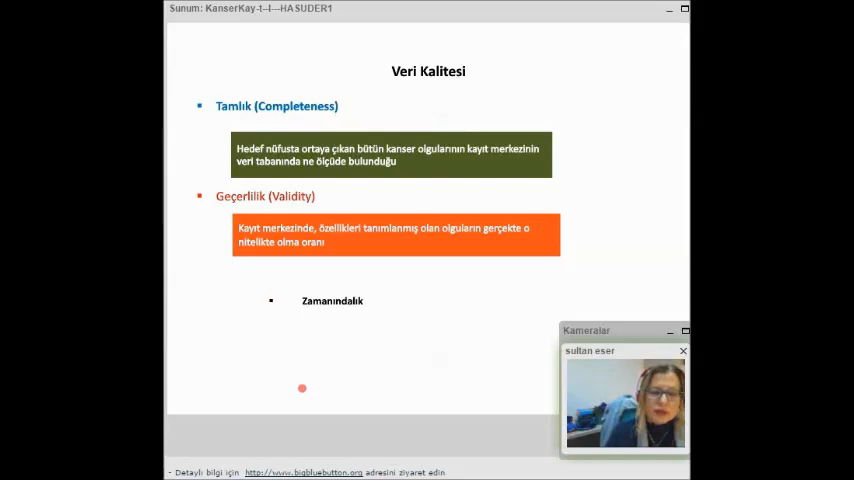 Sunum: KanserKay-t--I---HASUDER1
Veri Kalitesi
Tamlık (Completeness)
Hedef nüfusta ortaya çıkan bütün kanser olgularının kayıt merkezinin
veri tabanında ne ölçüde bulunduğu
Geçerlilik (Validity)
Kayıt merkezinde, özellikleri tanımlanmış olan olguların gerçekte o
nitelikte olma oranı
Zamanındalık
Kameralar
sultan eser
- Detaylı bilgi için http://www.bigbluebutton.org adresini ziyaret edin